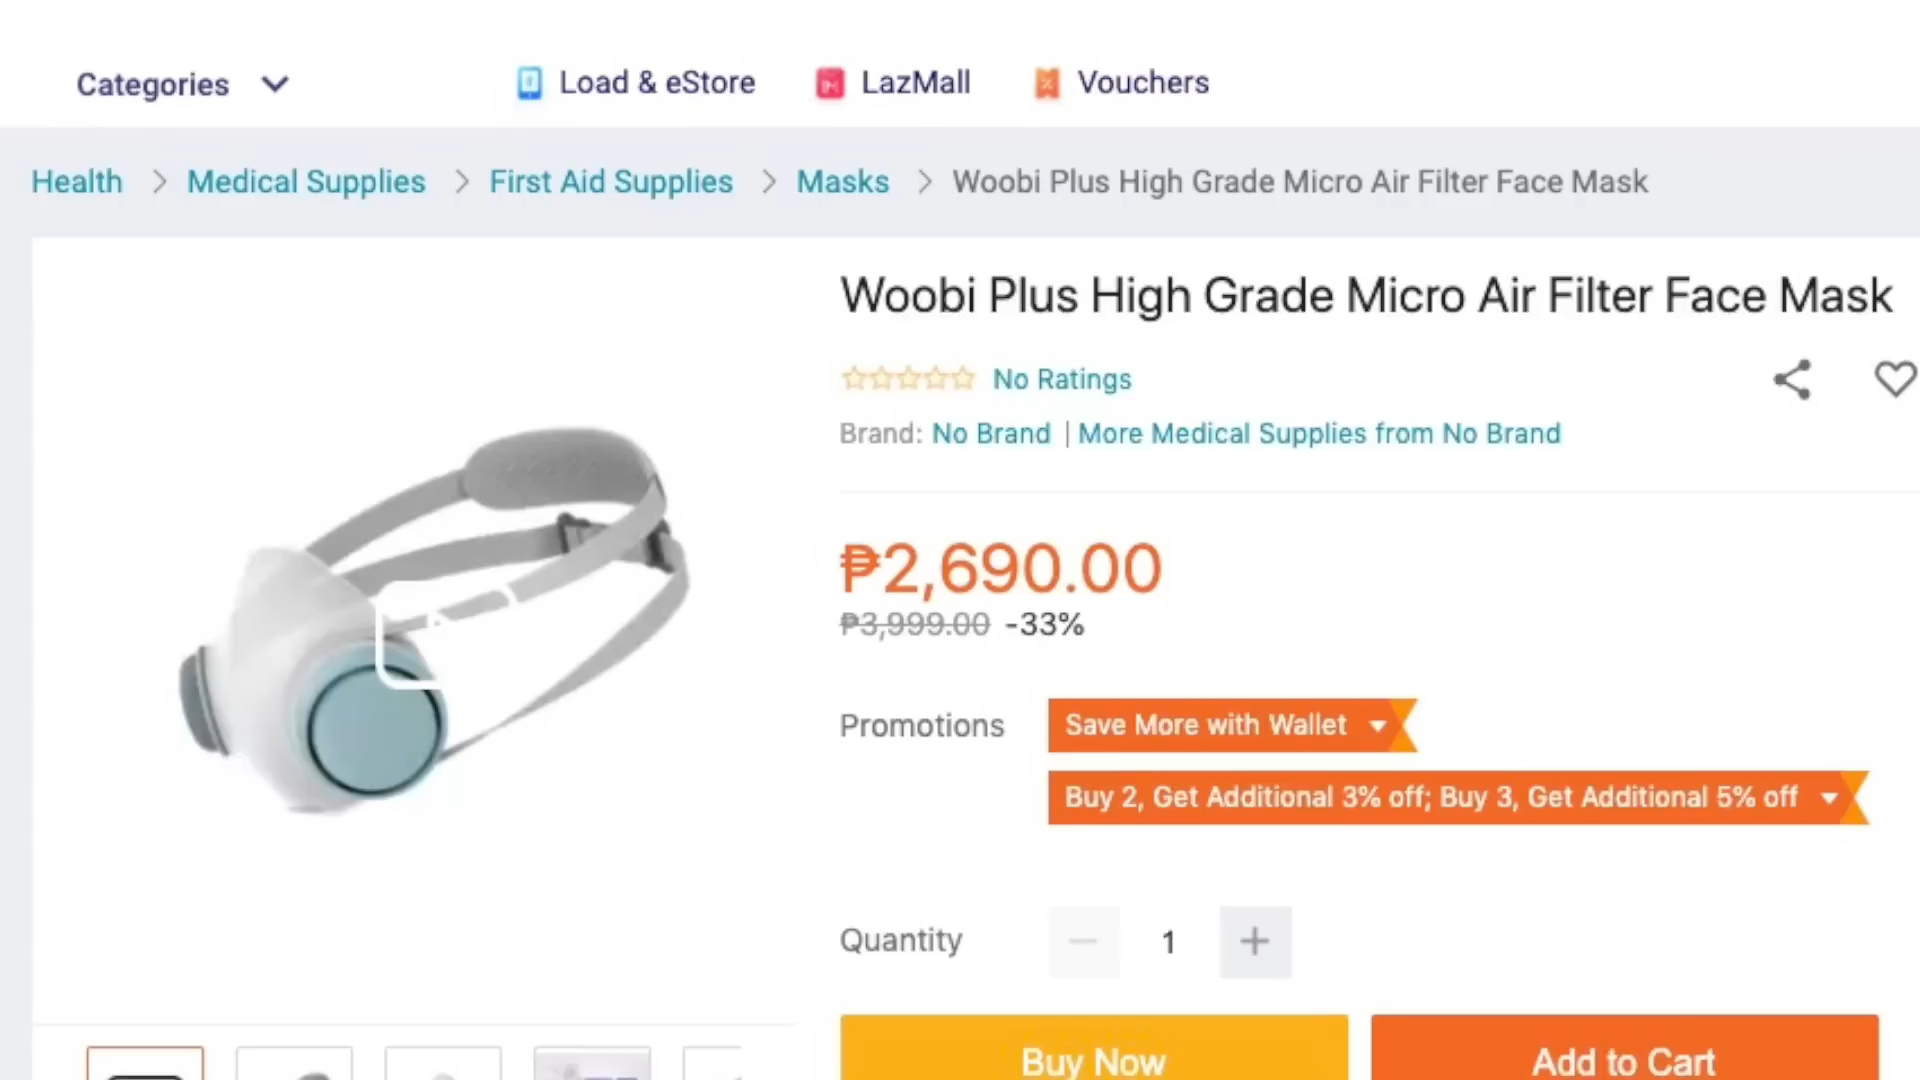 Categories
Load & eStore
LazMall
Vouchers
Health > Medical Supplies > First Aid Supplies > Masks > Woobi Plus High Grade Micro Air Filter Face Mask
Woobi Plus High Grade Micro Air Filter Face Mask
No Ratings
Brand: No Brand | More Medical Supplies from No Brand
₱2,690.00
₱3,999.00 -33%
Promotions
Save More with Wallet
Buy 2, Get Additional 3% off; Buy 3, Get Additional 5% off
Quantity
1
Buy Now
Add to Cart